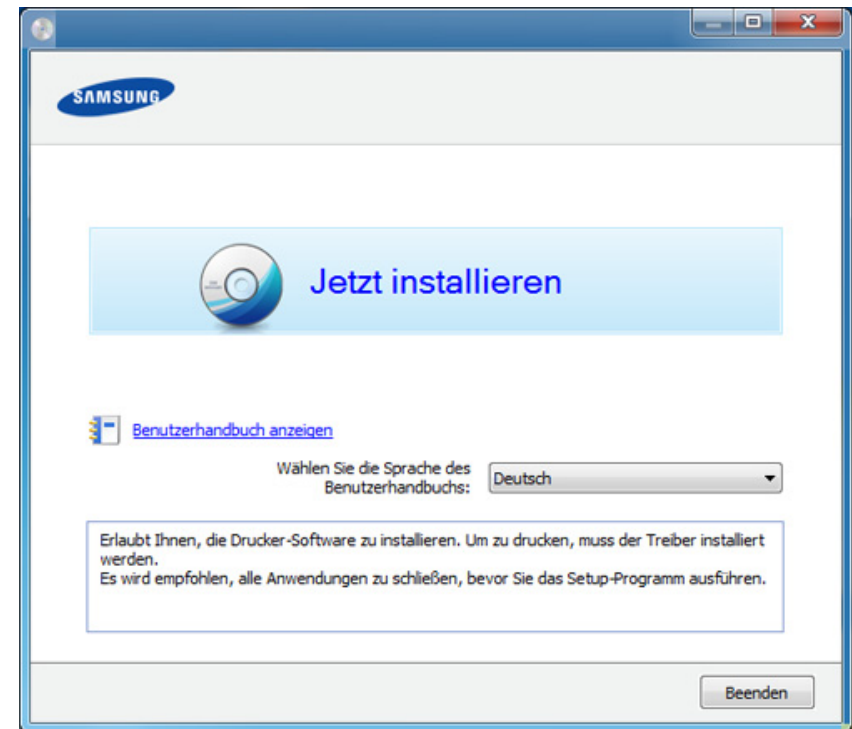 SAMSUNG
Jetzt installieren
Benutzerhandbuch anzeigen
Wählen Sie die Sprache des
Benutzerhandbuchs:
Deutsch
Erlaubt Ihnen, die Drucker-Software zu installieren. Um zu drucken, muss der Treiber installiert
werden.
Es wird empfohlen, alle Anwendungen zu schließen, bevor Sie das Setup-Programm ausführen.
Beenden